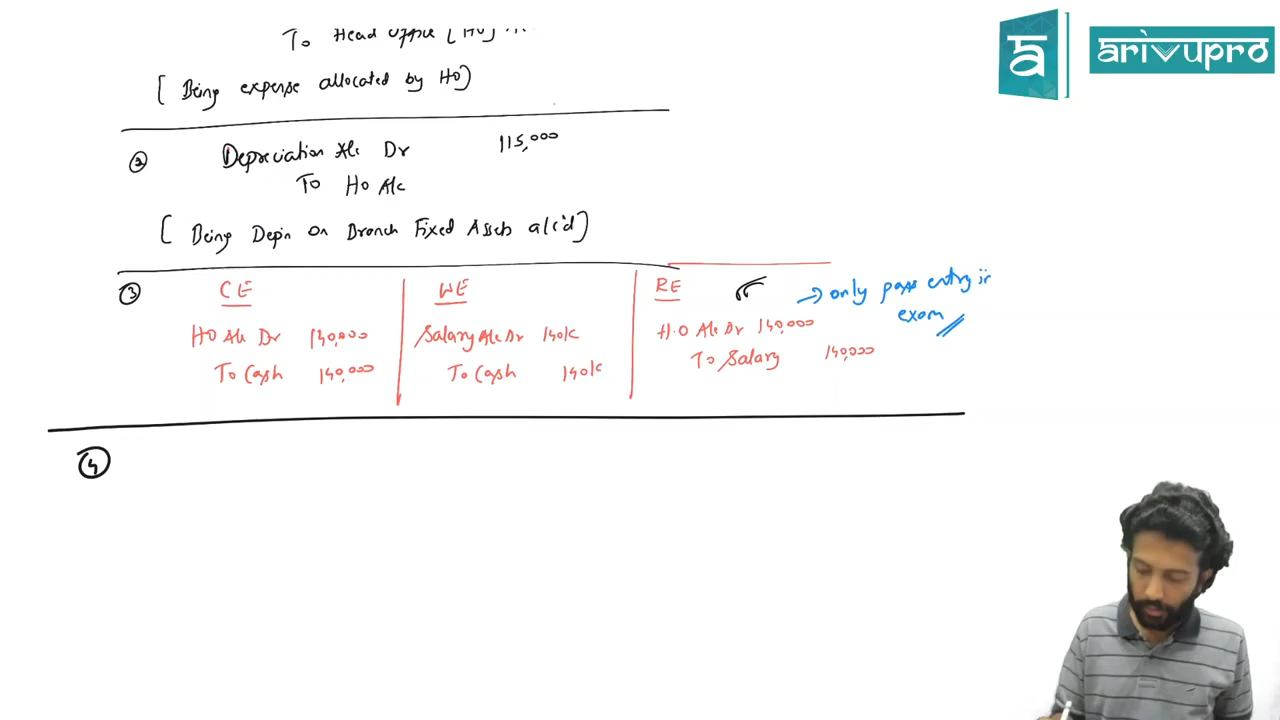 To Head office [HO] A/c
[ Being expense allocated by HO]
② Depreciation A/c Dr 115,000
To HO A/c
[ Being Depn on Branch Fixed Assets a/c'd]
③ CE
HO A/c Dr 140,000
To Cash 140,000
WE
Salary A/c Dr 140k
To Cash 140k
RE
H.O A/c Dr 140,000
To Salary 140,000
→ only pass entry in
exam
④
arivupro